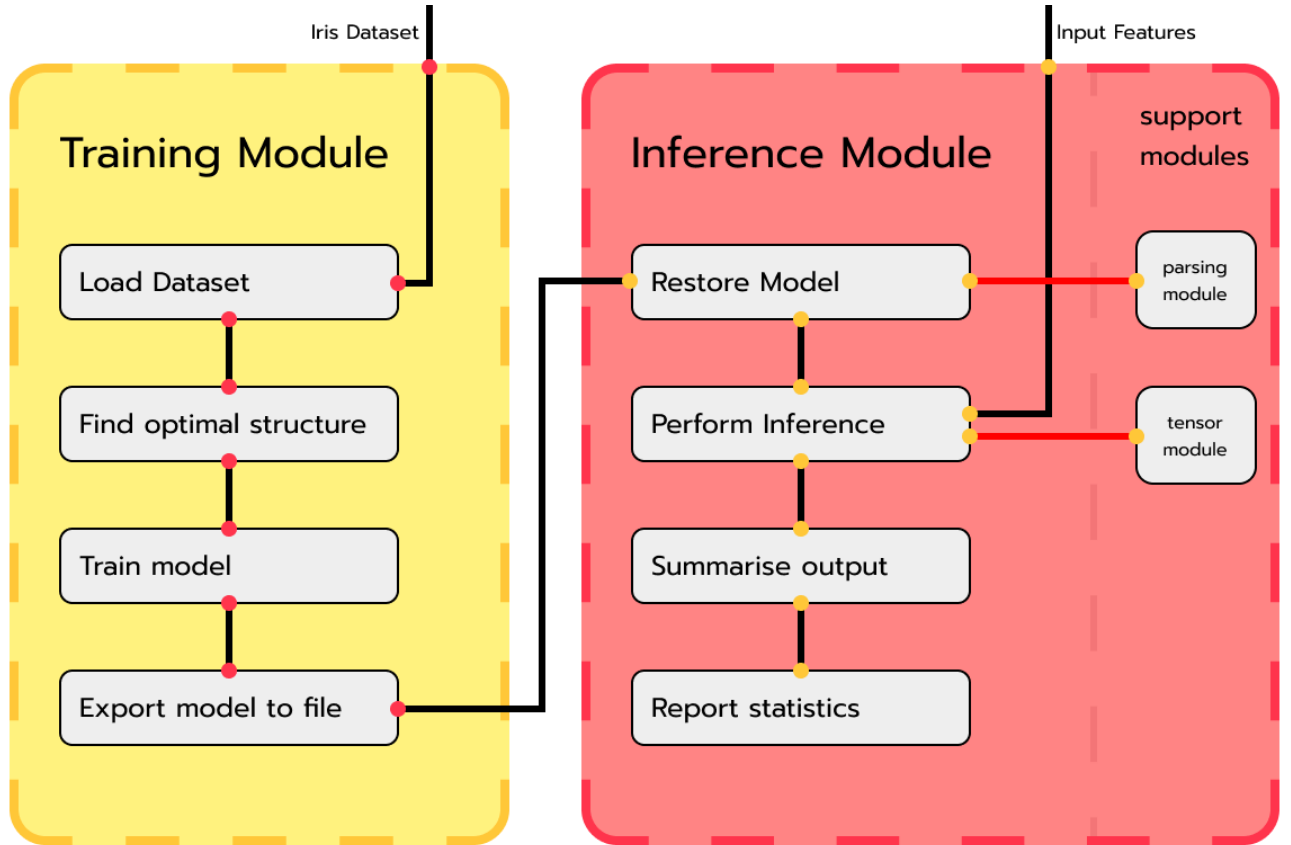 Iris Dataset
Training Module
Load Dataset
Find optimal structure
Train model
Export model to file
Input Features
Inference Module
Restore Model
Perform Inference
Summarise output
Report statistics
support
modules
parsing
module
tensor
module